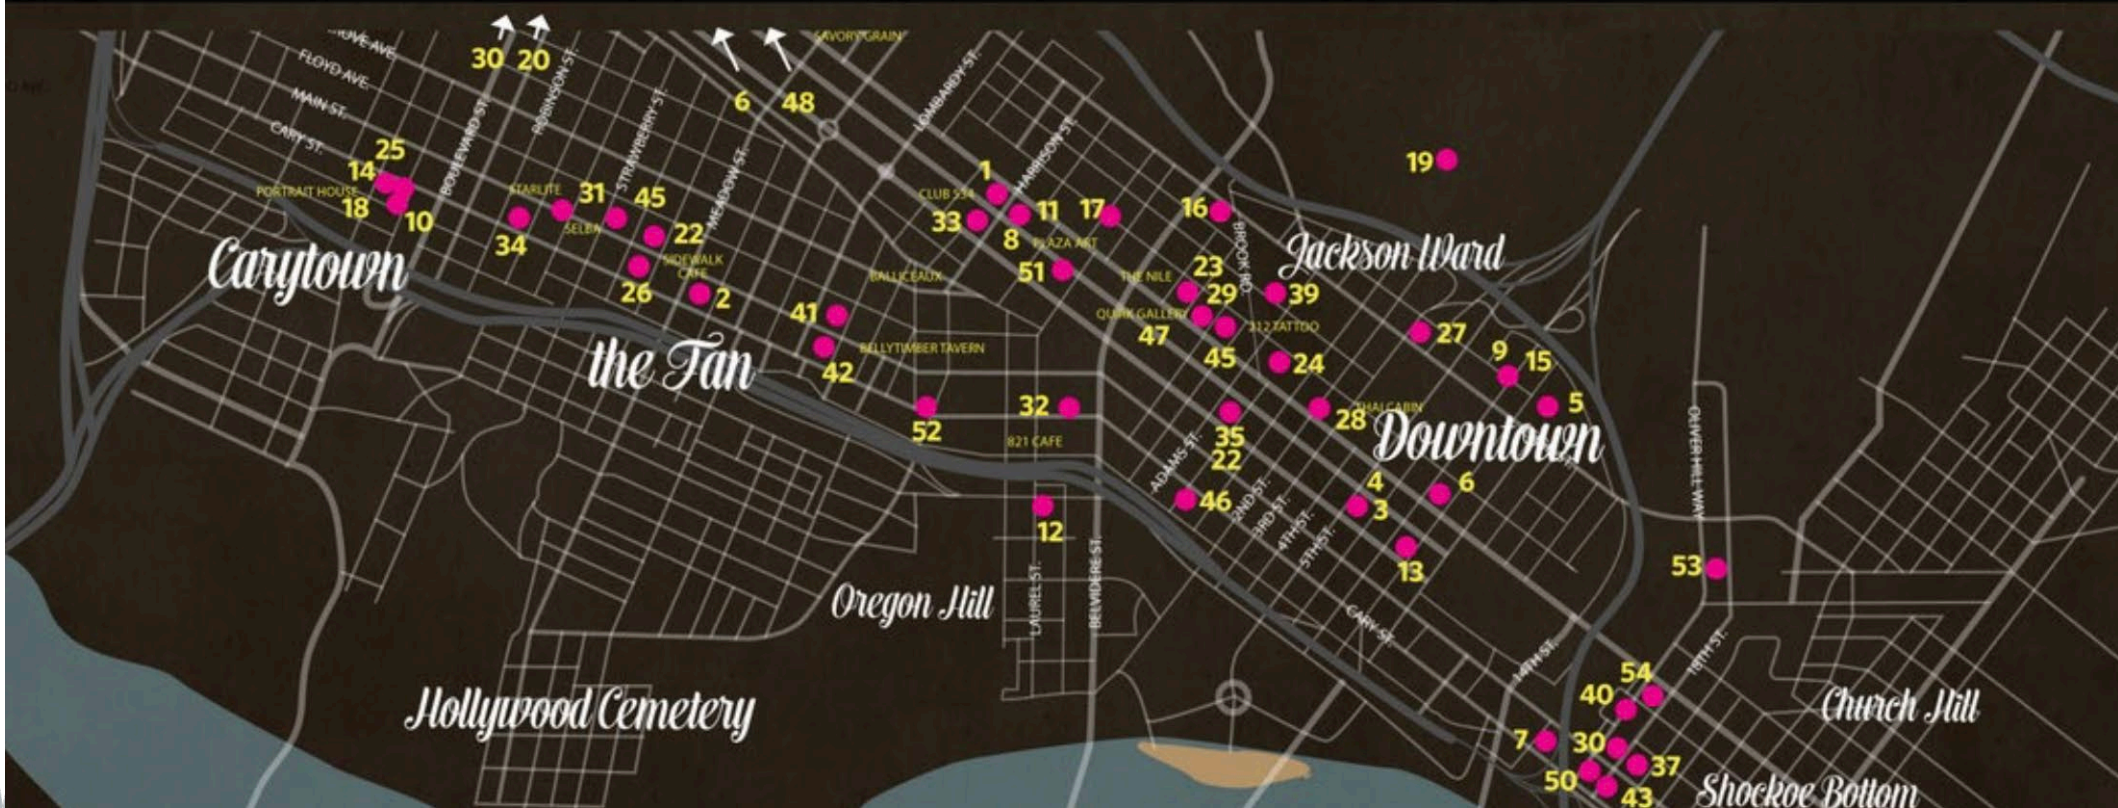 SAVORY GRAIN
30 20
6 48
GROVE AVE.
FLOYD AVE.
MAIN ST.
CARY ST.
BOULEVARD ST.
ROBINSON ST.
STRAWBERRY ST.
MEADOW ST.
LOMBARDY ST.
HARRISON ST.
25
14
PORTRAIT HOUSE
18
10
STARLITE
34
31
SELBA
45
22
SIDEWALK
CAFE
26
2
Carytown
the Fan
41
42
BALLICEAUX
BELLYTIMBER TAVERN
52
1
CLUB 534
33
11
8
PLAZA ART
51
17
16
BROOK RD.
19
Jackson Ward
THE NILE
23
29
39
QUIRK GALLERY
47
312 TATTOO
45
24
27
9
15
5
32
821 CAFE
35
22
28
THAI CABIN
Downtown
ADAMS ST.
46
2ND ST.
3RD ST.
4TH ST.
5TH ST.
4
3
6
13
12
Oregon Hill
LAUREL ST.
BELVIDERE ST.
CARY ST.
OLIVER HILL WAY
53
14TH ST.
18TH ST.
Hollywood Cemetery
54
40
7
30
37
50
43
Church Hill
Shockoe Bottom